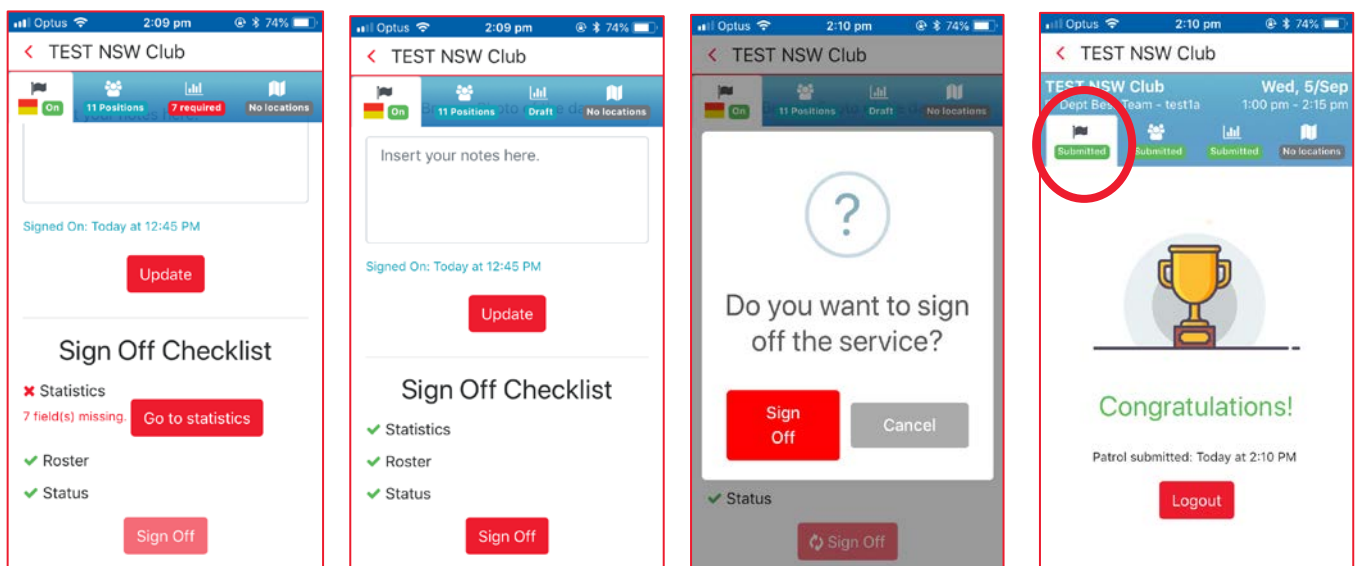 Optus 2:09 pm 74%
TEST NSW Club
On 11 Positions 7 required No locations
your notes here.
Signed On: Today at 12:45 PM
Update
Sign Off Checklist
Statistics
7 field(s) missing. Go to statistics
Roster
Status
Sign Off
Optus 2:09 pm 74%
TEST NSW Club
On 11 Positions Draft No locations
Insert your notes here.
Signed On: Today at 12:45 PM
Update
Sign Off Checklist
Statistics
Roster
Status
Sign Off
Optus 2:10 pm 74%
TEST NSW Club
On 11 Positions Draft No locations
?
Do you want to sign
off the service?
Sign
Off
Cancel
Status
Sign Off
Optus 2:10 pm 74%
TEST NSW Club
TEST NSW Club Wed, 5/Sep
Dept Best Team - test1a 1:00 pm - 2:15 pm
Submitted Submitted Submitted No locations
Congratulations!
Patrol submitted: Today at 2:10 PM
Logout